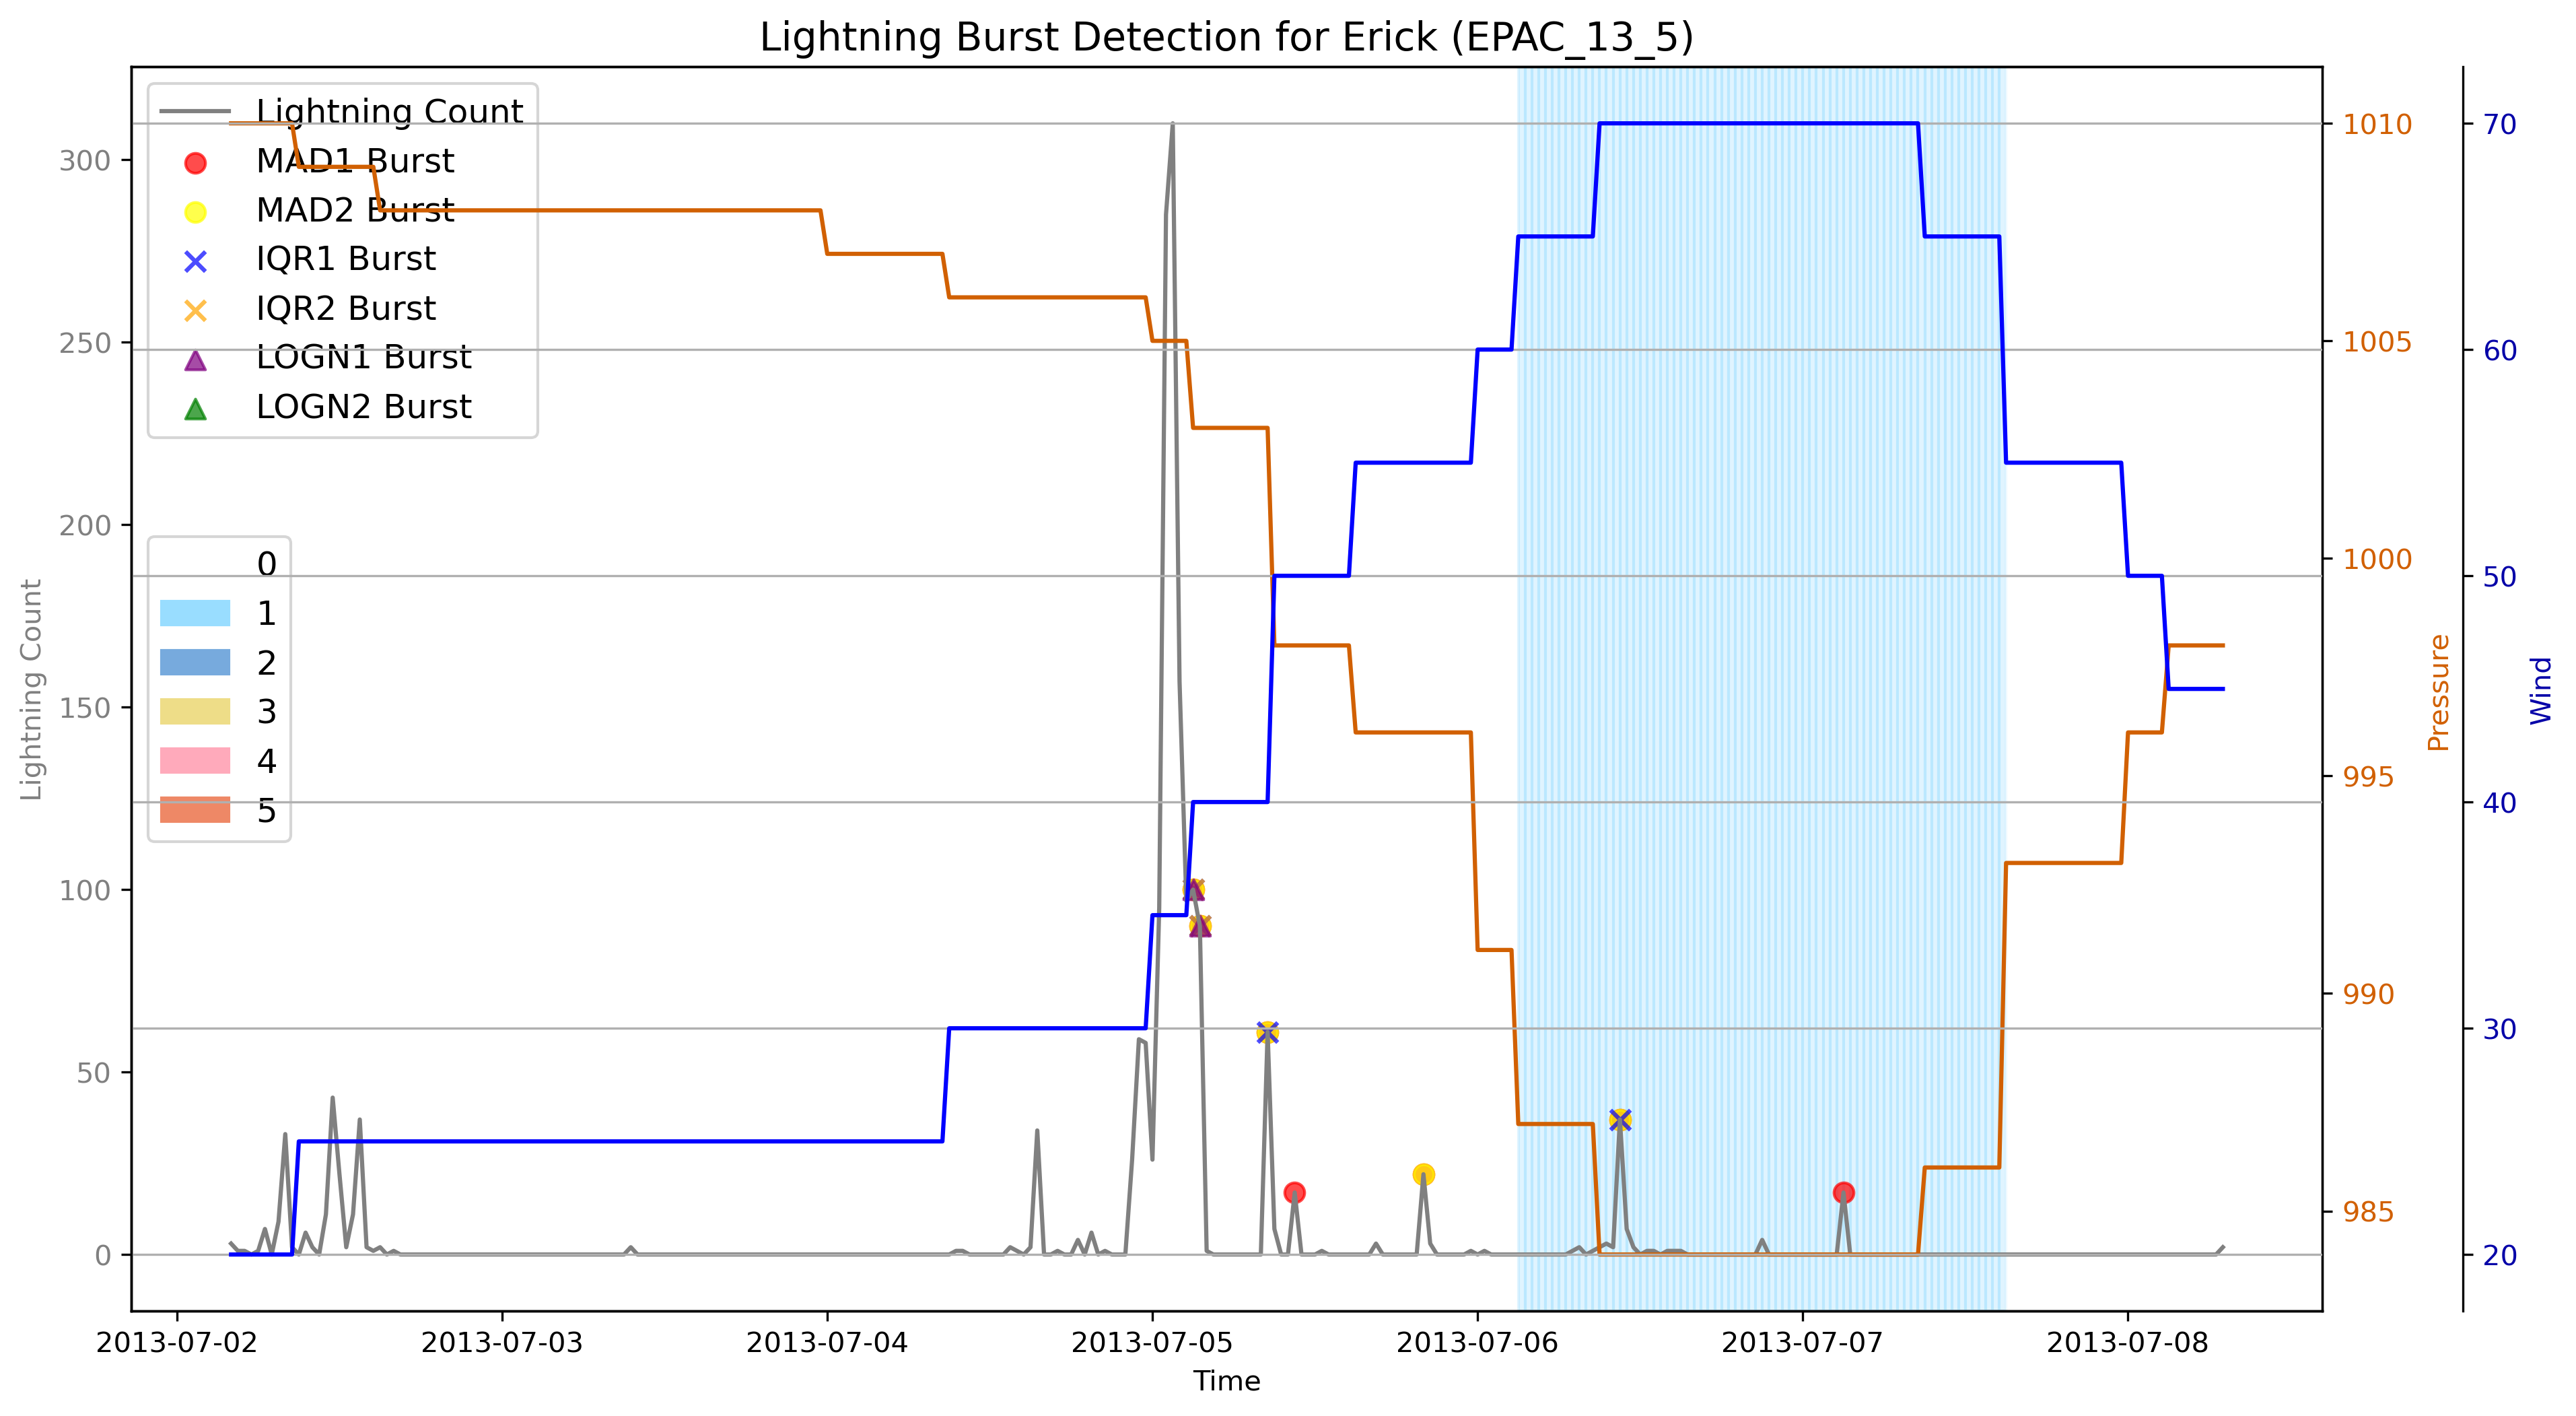 Lightning Burst Detection for Erick (EPAC_13_5)
Lightning Count
MAD1 Burst
MAD2 Burst
IQR1 Burst
IQR2 Burst
LOGN1 Burst
LOGN2 Burst
0
1
2
3
4
5
Lightning Count
300
250
200
150
100
50
0
1010
1005
1000
995
990
985
Pressure
70
60
50
40
30
20
Wind
2013-07-02 2013-07-03 2013-07-04 2013-07-05 2013-07-06 2013-07-07 2013-07-08
Time